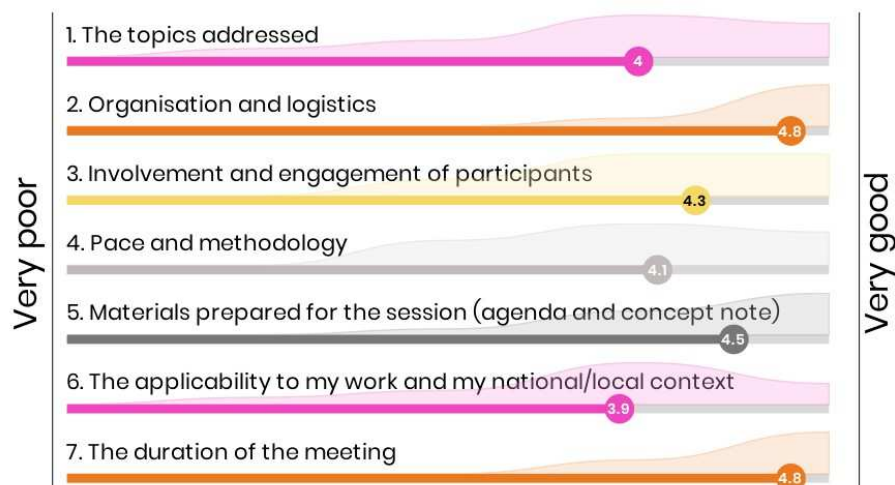 Very poor
1. The topics addressed
4
2. Organisation and logistics
4.8
3. Involvement and engagement of participants
4.3
4. Pace and methodology
4.1
5. Materials prepared for the session (agenda and concept note)
4.5
6. The applicability to my work and my national/local context
3.9
7. The duration of the meeting
4.8
Very good